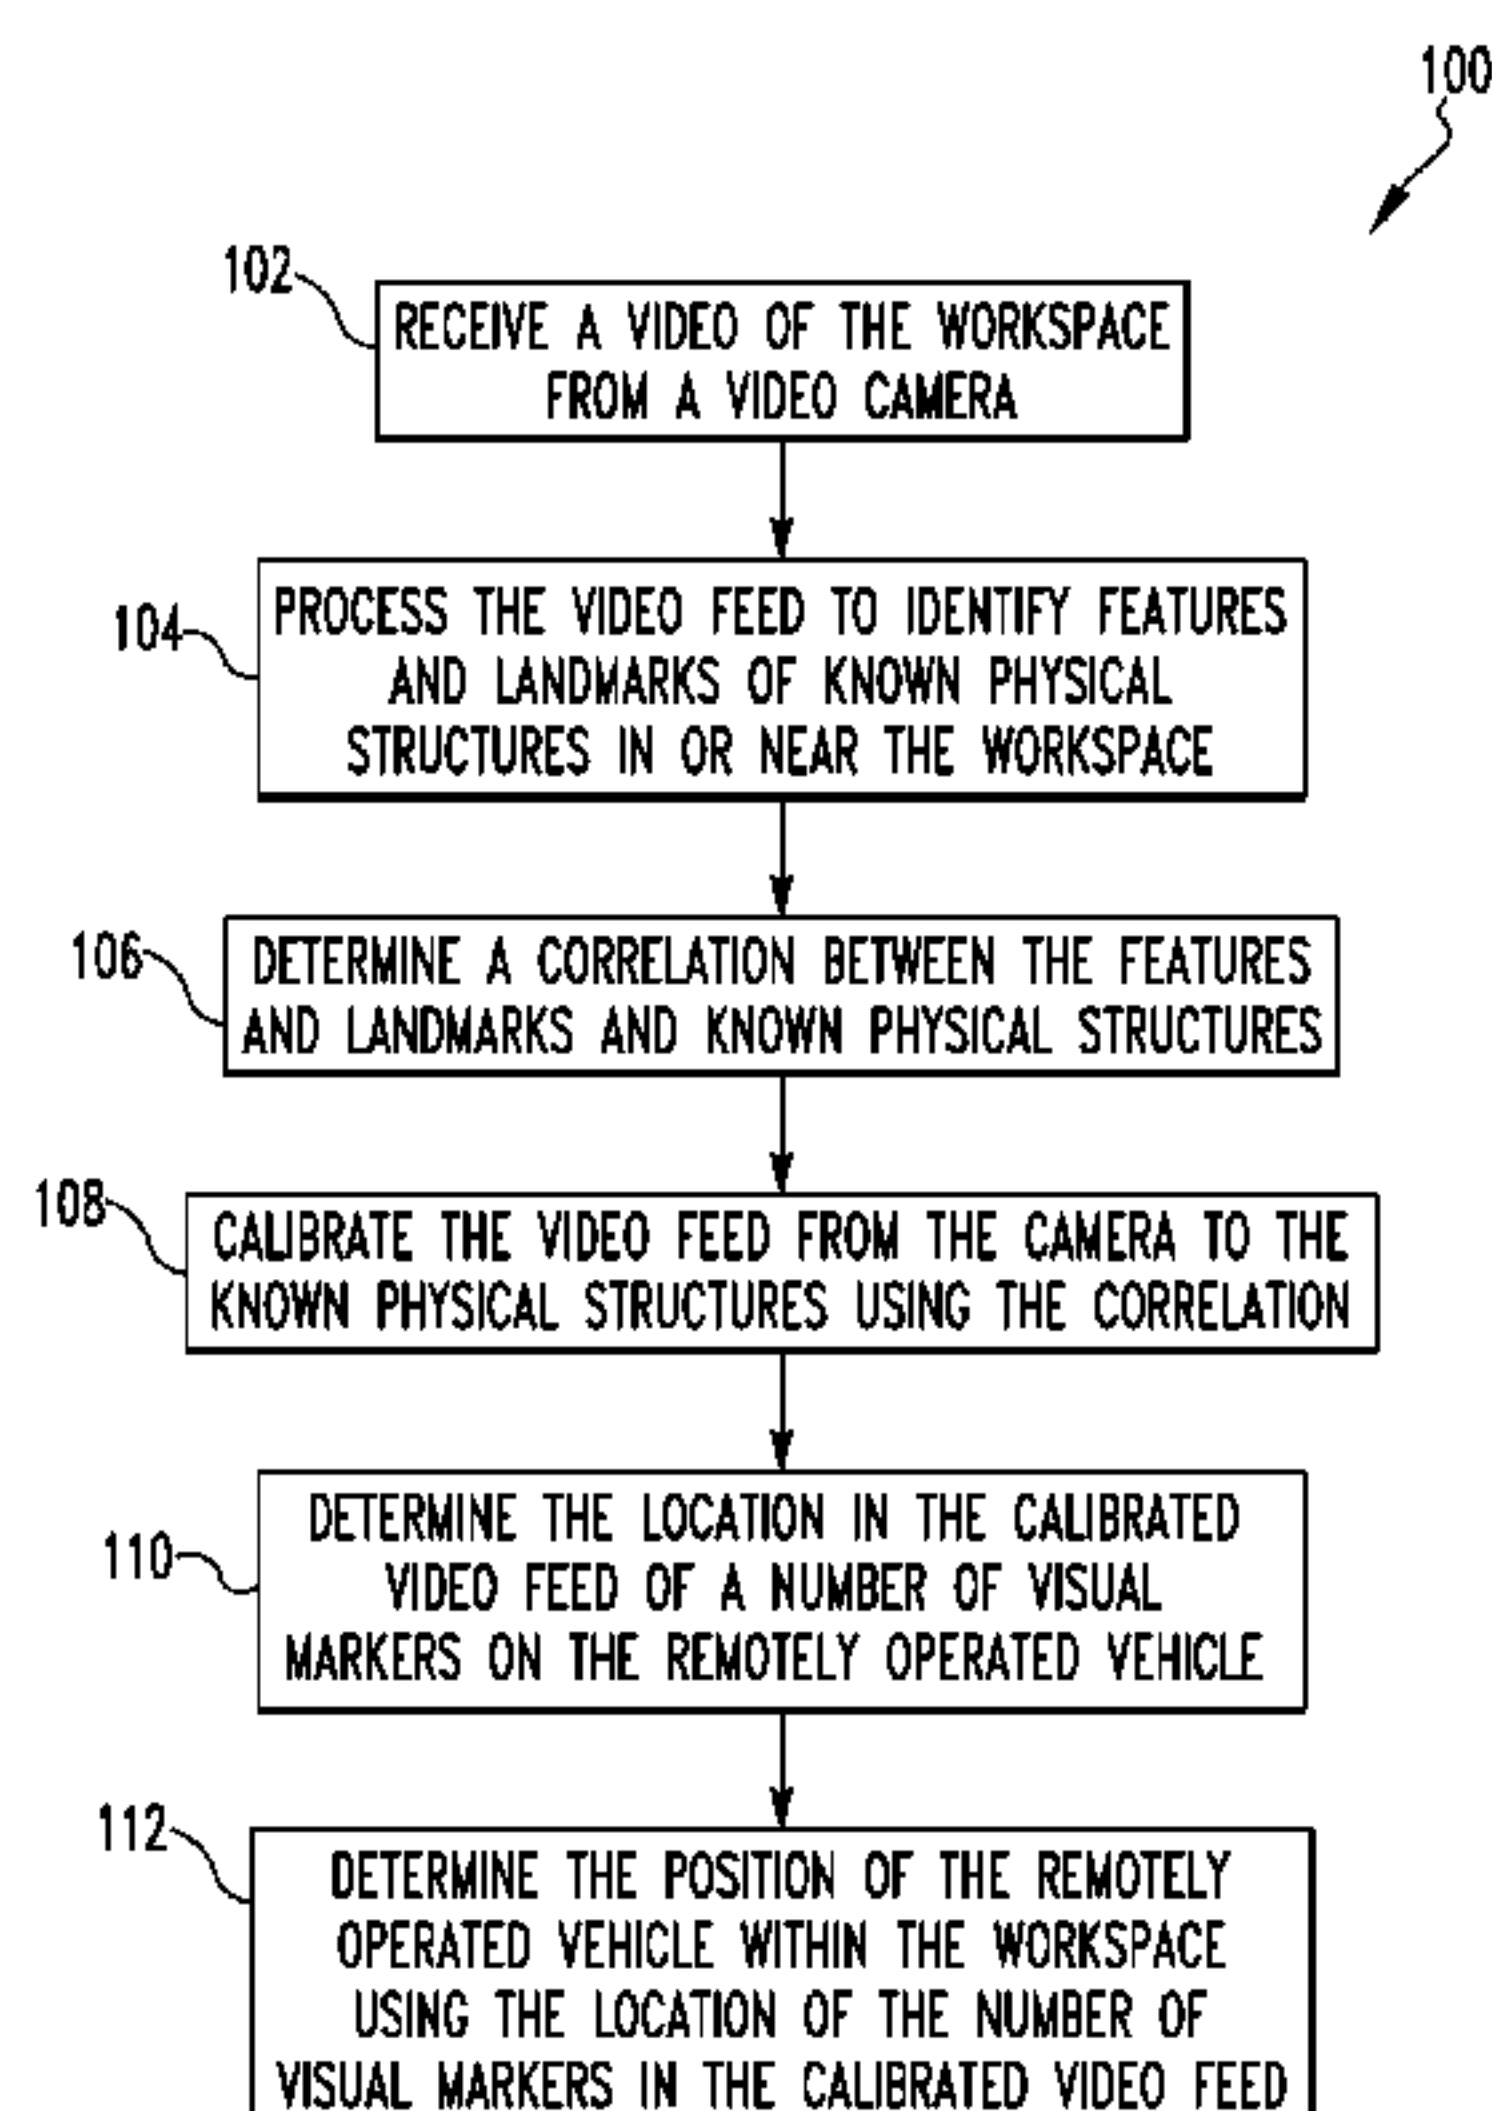 100
102
RECEIVE A VIDEO OF THE WORKSPACE
FROM A VIDEO CAMERA
104
PROCESS THE VIDEO FEED TO IDENTIFY FEATURES
AND LANDMARKS OF KNOWN PHYSICAL
STRUCTURES IN OR NEAR THE WORKSPACE
106
DETERMINE A CORRELATION BETWEEN THE FEATURES
AND LANDMARKS AND KNOWN PHYSICAL STRUCTURES
108
CALIBRATE THE VIDEO FEED FROM THE CAMERA TO THE
KNOWN PHYSICAL STRUCTURES USING THE CORRELATION
110
DETERMINE THE LOCATION IN THE CALIBRATED
VIDEO FEED OF A NUMBER OF VISUAL
MARKERS ON THE REMOTELY OPERATED VEHICLE
112
DETERMINE THE POSITION OF THE REMOTELY
OPERATED VEHICLE WITHIN THE WORKSPACE
USING THE LOCATION OF THE NUMBER OF
VISUAL MARKERS IN THE CALIBRATED VIDEO FEED